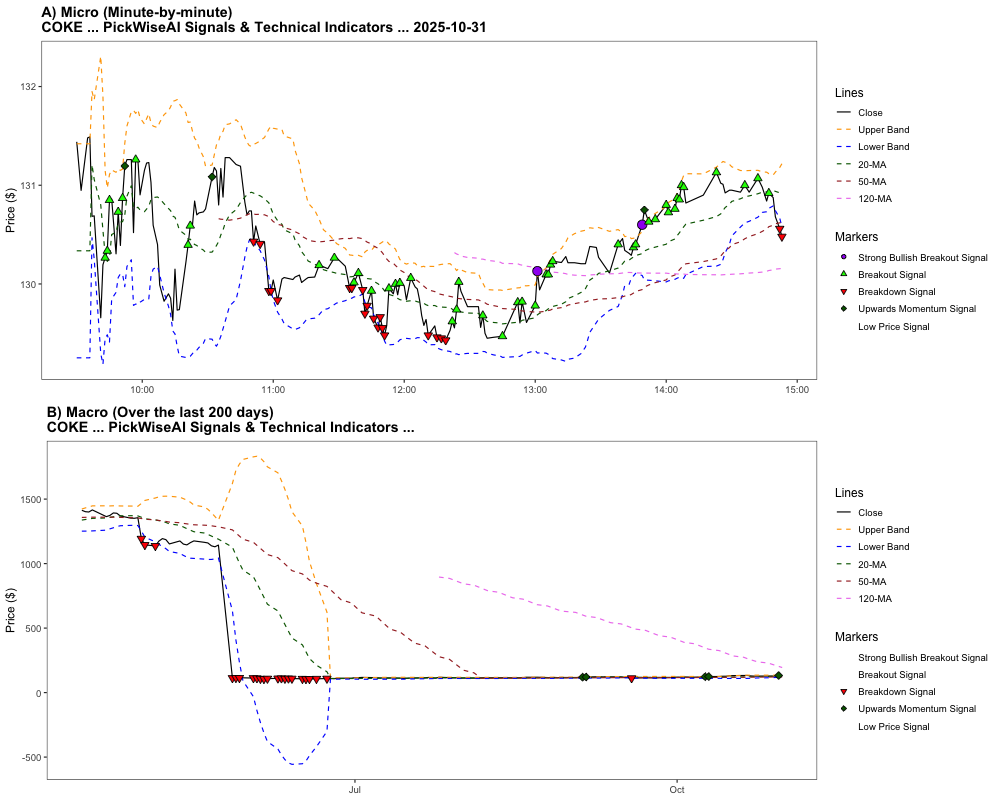 A) Micro (Minute-by-minute)
COKE ... PickWiseAI Signals & Technical Indicators ... 2025-10-31
132
131
130
Price ($)
10:00
11:00
12:00
13:00
14:00
15:00
Lines
Close
Upper Band
Lower Band
20-MA
50-MA
120-MA
Markers
Strong Bullish Breakout Signal
Breakout Signal
Breakdown Signal
Upwards Momentum Signal
Low Price Signal
B) Macro (Over the last 200 days)
COKE ... PickWiseAI Signals & Technical Indicators ...
1500
1000
500
0
-500
Price ($)
Jul
Oct
Lines
Close
Upper Band
Lower Band
20-MA
50-MA
120-MA
Markers
Strong Bullish Breakout Signal
Breakout Signal
Breakdown Signal
Upwards Momentum Signal
Low Price Signal